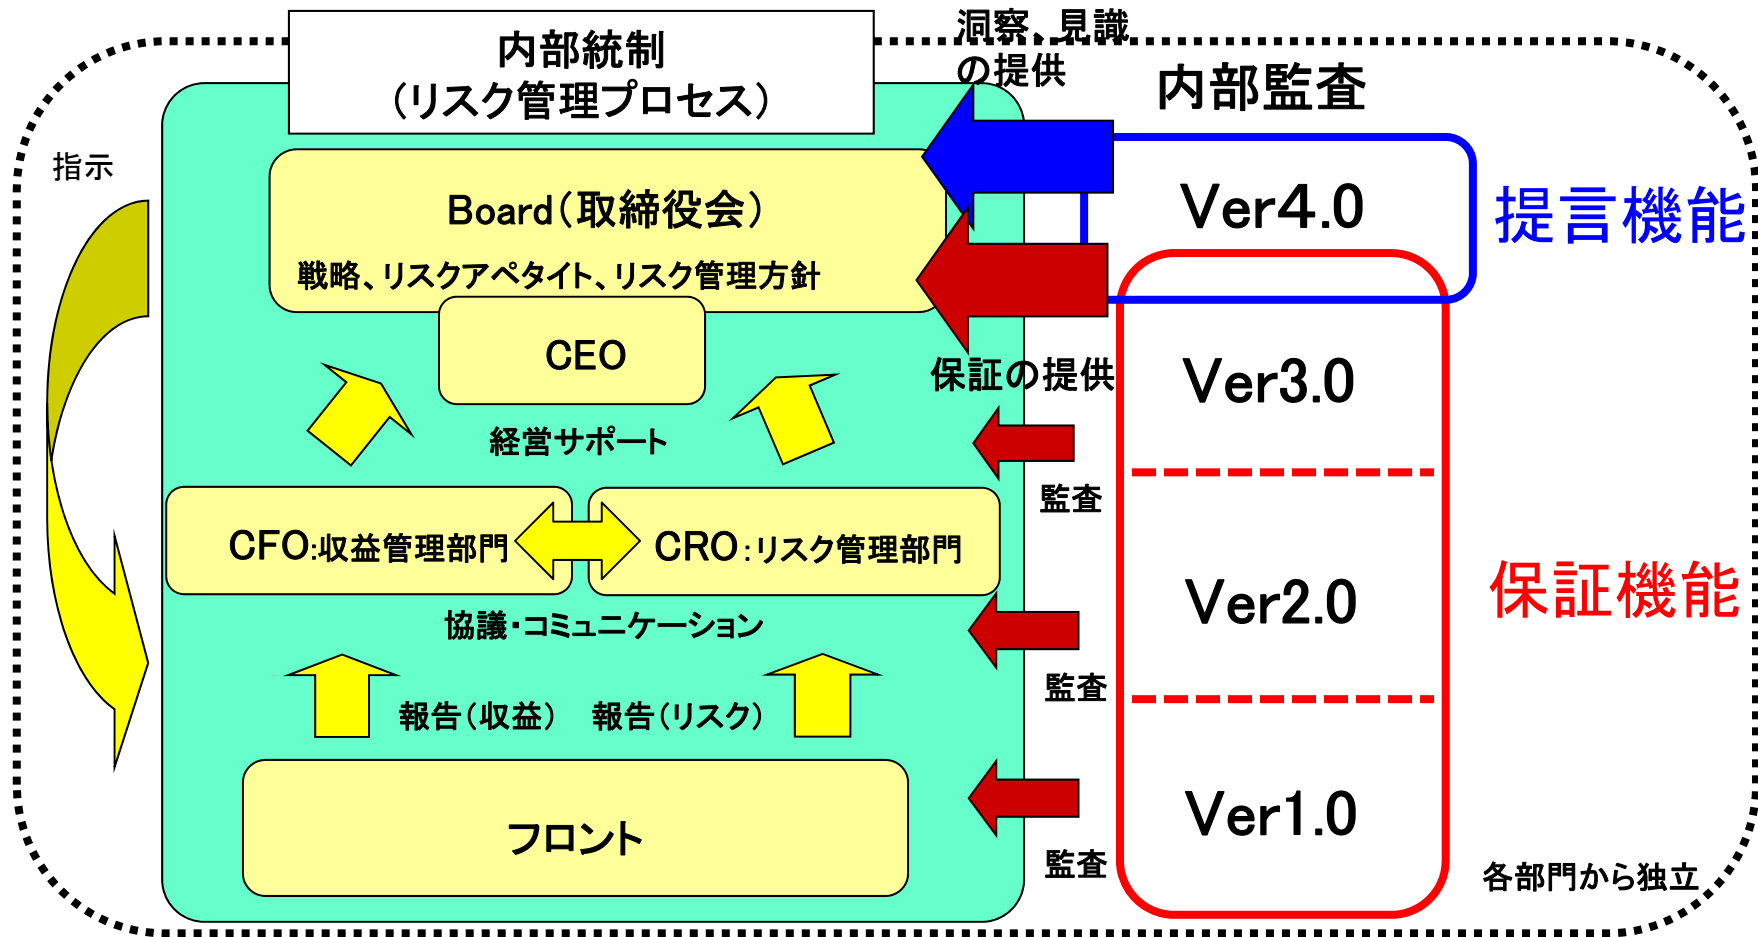 内部統制
（リスク管理プロセス）
洞察、見識
の提供
内部監査
指示
Board（取締役会）
戦略、リスクアペタイト、リスク管理方針
Ver4.0
提言機能
CEO
保証の提供
Ver3.0
経営サポート
監査
CFO:収益管理部門
CRO：リスク管理部門
協議・コミュニケーション
Ver2.0
保証機能
監査
報告（収益）
報告（リスク）
フロント
Ver1.0
監査
各部門から独立